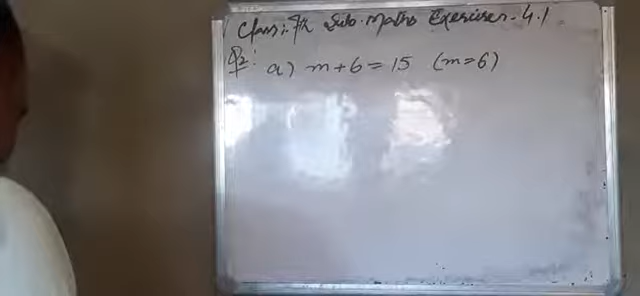 Class: 7th Sub. Maths Exercises - 4.1
Q2:
a) m+6=15 (m=6)